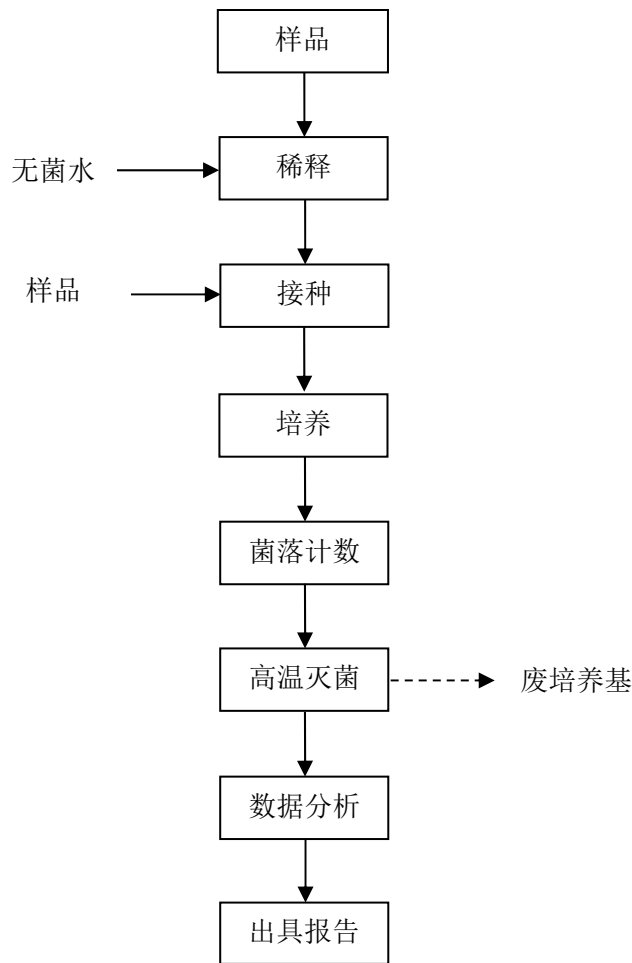 样品
无菌水
稀释
样品
接种
培养
菌落计数
高温灭菌
废培养基
数据分析
出具报告